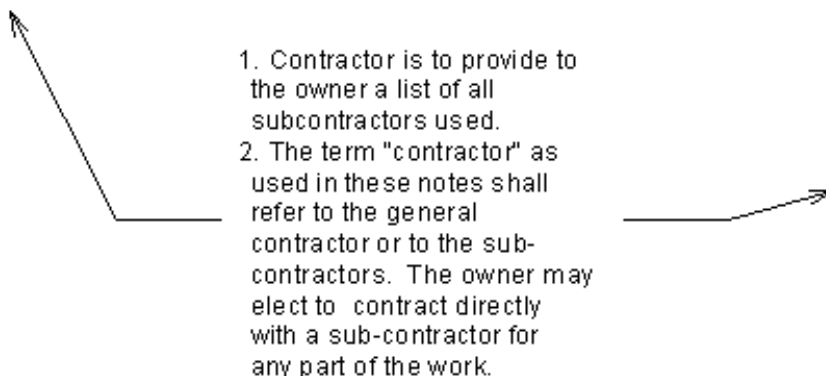 1. Contractor is to provide to
the owner a list of all
subcontractors used.
2. The term "contractor" as
used in these notes shall
refer to the general
contractor or to the sub-
contractors.  The owner may
elect to  contract directly
with a sub-contractor for
any part of the work.